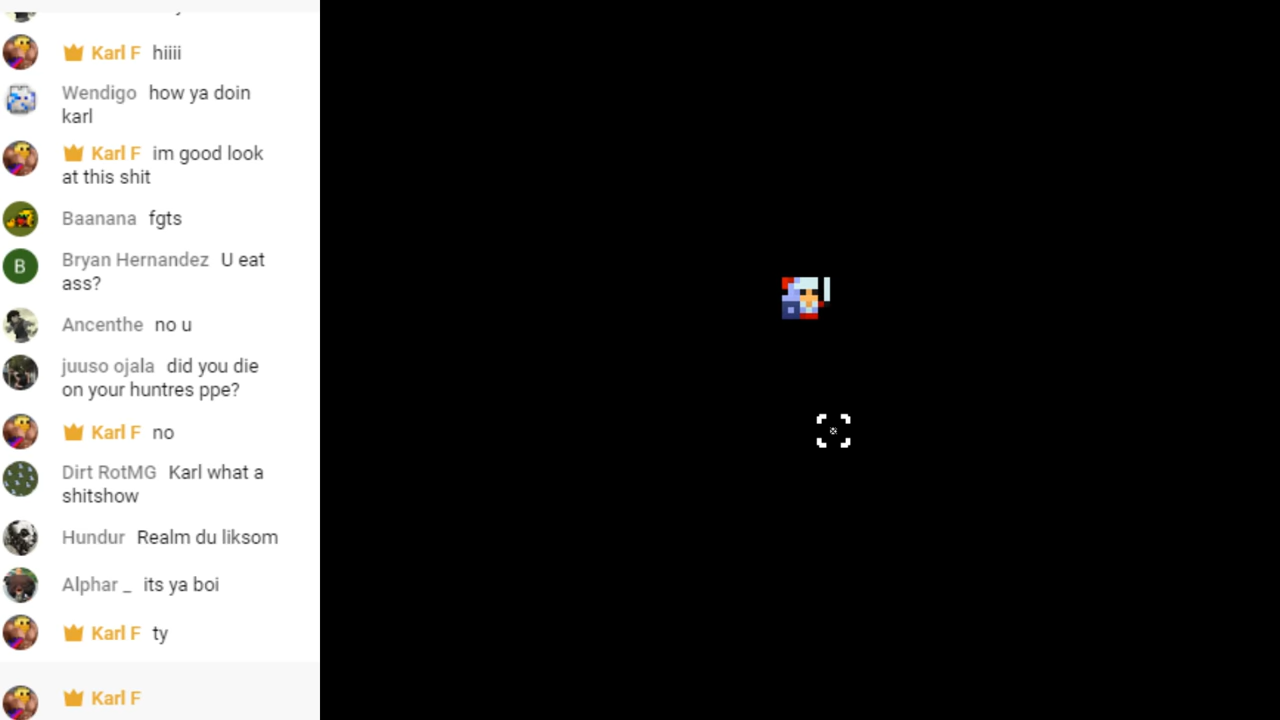 Karl F hiiii
Wendigo how ya doin
karl
Karl F im good look
at this shit
Baanana fgts
B
Bryan Hernandez U eat
ass?
Ancenthe no u
juuso ojala did you die
on your huntres ppe?
Karl F no
Dirt RotMG Karl what a
shitshow
Hundur Realm du liksom
Alphar _ its ya boi
Karl F ty
Karl F